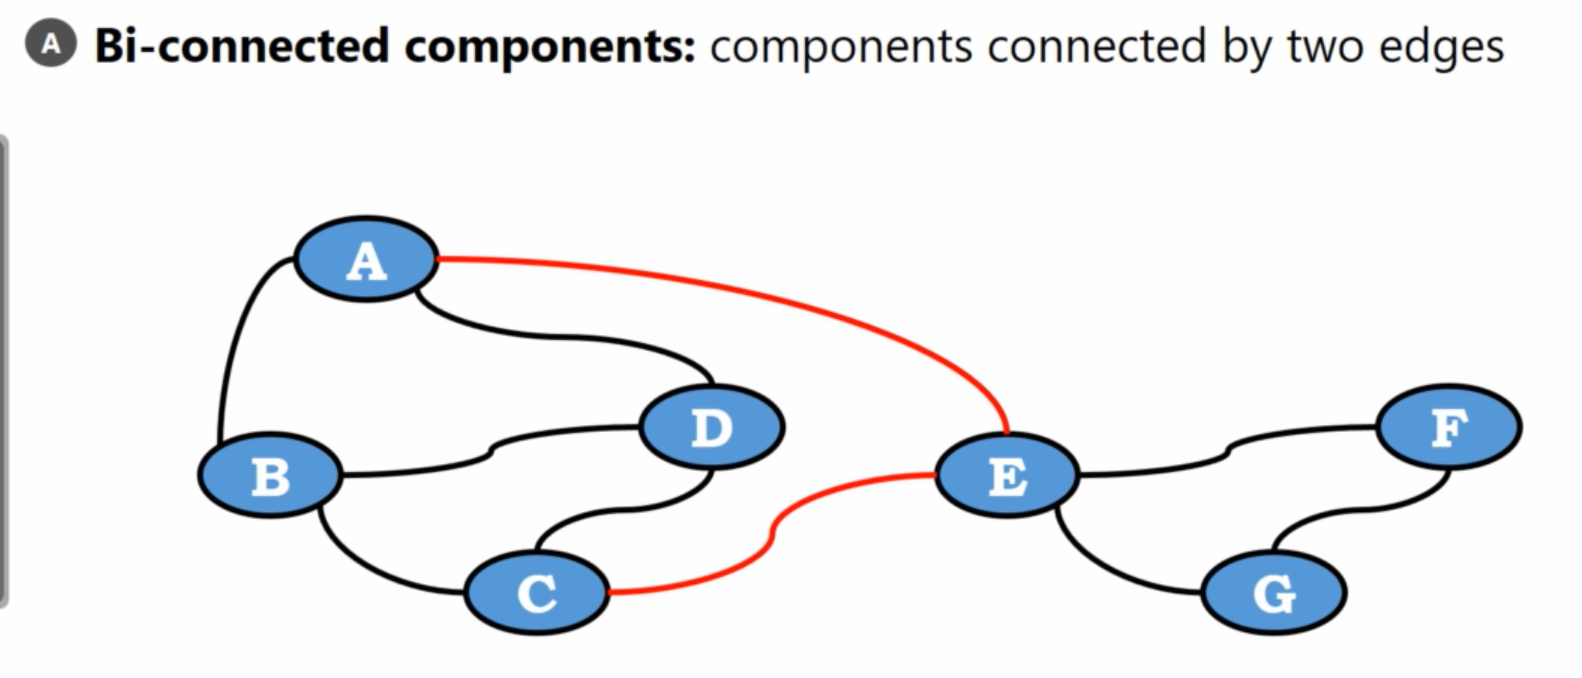 A Bi-connected components: components connected by two edges
A
D
F
B
E
C
G